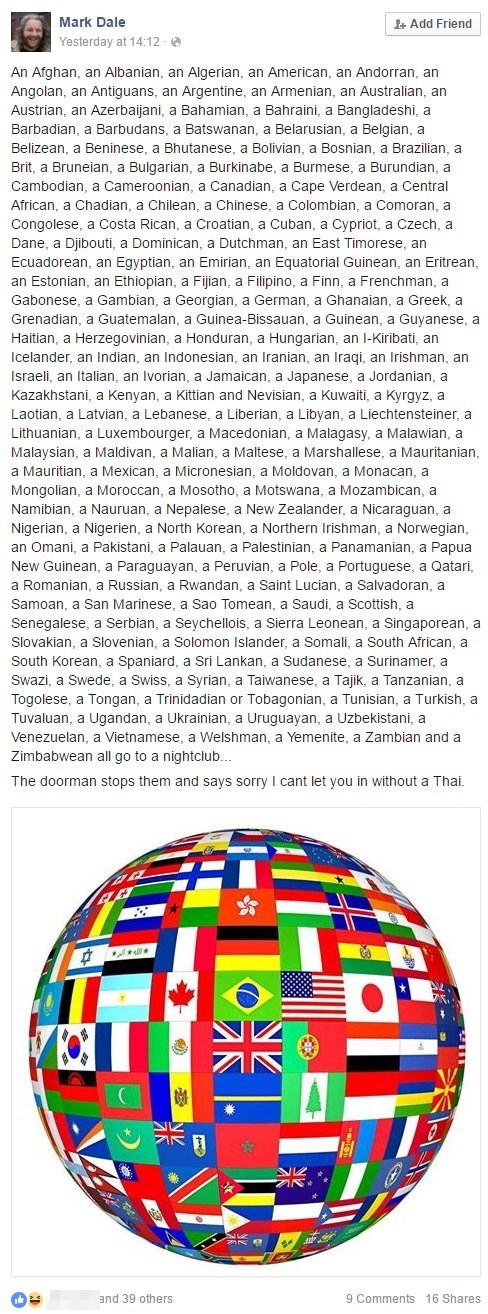 Mark Dale
Add Friend
Yesterday at 14:12 ·
An Afghan, an Albanian, an Algerian, an American, an Andorran, an
Angolan, an Antiguans, an Argentine, an Armenian, an Australian, an
Austrian, an Azerbaijani, a Bahamian, a Bahraini, a Bangladeshi, a
Barbadian, a Barbudans, a Batswanan, a Belarusian, a Belgian, a
Belizean, a Beninese, a Bhutanese, a Bolivian, a Bosnian, a Brazilian, a
Brit, a Bruneian, a Bulgarian, a Burkinabe, a Burmese, a Burundian, a
Cambodian, a Cameroonian, a Canadian, a Cape Verdean, a Central
African, a Chadian, a Chilean, a Chinese, a Colombian, a Comoran, a
Congolese, a Costa Rican, a Croatian, a Cuban, a Cypriot, a Czech, a
Dane, a Djibouti, a Dominican, a Dutchman, an East Timorese, an
Ecuadorean, an Egyptian, an Emirian, an Equatorial Guinean, an Eritrean,
an Estonian, an Ethiopian, a Fijian, a Filipino, a Finn, a Frenchman, a
Gabonese, a Gambian, a Georgian, a German, a Ghanaian, a Greek, a
Grenadian, a Guatemalan, a Guinea-Bissauan, a Guinean, a Guyanese, a
Haitian, a Herzegovinian, a Honduran, a Hungarian, an I-Kiribati, an
Icelander, an Indian, an Indonesian, an Iranian, an Iraqi, an Irishman, an
Israeli, an Italian, an Ivorian, a Jamaican, a Japanese, a Jordanian, a
Kazakhstani, a Kenyan, a Kittian and Nevisian, a Kuwaiti, a Kyrgyz, a
Laotian, a Latvian, a Lebanese, a Liberian, a Libyan, a Liechtensteiner, a
Lithuanian, a Luxembourger, a Macedonian, a Malagasy, a Malawian, a
Malaysian, a Maldivan, a Malian, a Maltese, a Marshallese, a Mauritanian,
a Mauritian, a Mexican, a Micronesian, a Moldovan, a Monacan, a
Mongolian, a Moroccan, a Mosotho, a Motswana, a Mozambican, a
Namibian, a Nauruan, a Nepalese, a New Zealander, a Nicaraguan, a
Nigerian, a Nigerien, a North Korean, a Northern Irishman, a Norwegian,
an Omani, a Pakistani, a Palauan, a Palestinian, a Panamanian, a Papua
New Guinean, a Paraguayan, a Peruvian, a Pole, a Portuguese, a Qatari,
a Romanian, a Russian, a Rwandan, a Saint Lucian, a Salvadoran, a
Samoan, a San Marinese, a Sao Tomean, a Saudi, a Scottish, a
Senegalese, a Serbian, a Seychellois, a Sierra Leonean, a Singaporean, a
Slovakian, a Slovenian, a Solomon Islander, a Somali, a South African, a
South Korean, a Spaniard, a Sri Lankan, a Sudanese, a Surinamer, a
Swazi, a Swede, a Swiss, a Syrian, a Taiwanese, a Tajik, a Tanzanian, a
Togolese, a Tongan, a Trinidadian or Tobagonian, a Tunisian, a Turkish, a
Tuvaluan, a Ugandan, a Ukrainian, a Uruguayan, a Uzbekistani, a
Venezuelan, a Vietnamese, a Welshman, a Yemenite, a Zambian and a
Zimbabwean all go to a nightclub...
The doorman stops them and says sorry I cant let you in without a Thai.
and 39 others
9 Comments 16 Shares